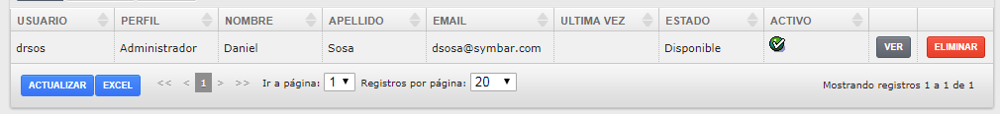 USUARIO PERFIL NOMBRE APELLIDO EMAIL ULTIMA VEZ ESTADO ACTIVO
drsos Administrador Daniel Sosa dsosa@symbar.com Disponible VER ELIMINAR
ACTUALIZAR EXCEL << < 1 > >> Ir a página: 1 Registros por página: 20 Mostrando registros 1 a 1 de 1